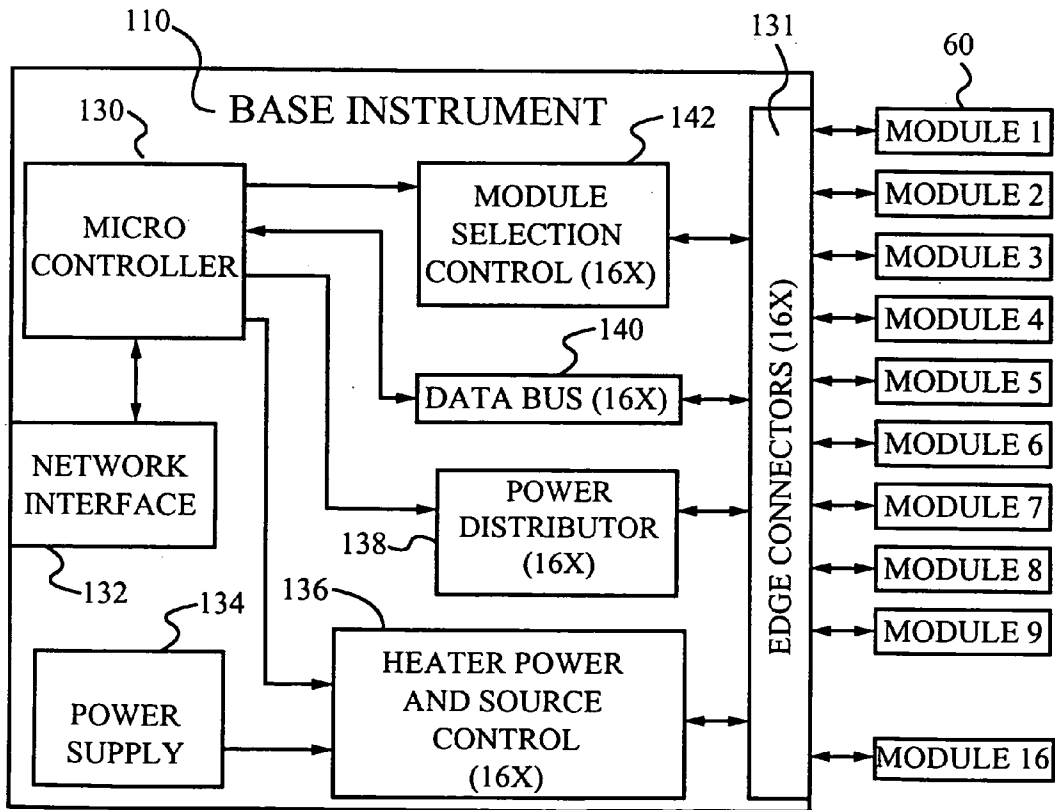 110
131
60
BASE INSTRUMENT
130
142
MICRO
CONTROLLER
MODULE
SELECTION
CONTROL (16X)
140
DATA BUS (16X)
NETWORK
INTERFACE
132
POWER
DISTRIBUTOR
(16X)
138
134
POWER
SUPPLY
136
HEATER POWER
AND SOURCE
CONTROL
(16X)
EDGE CONNECTORS (16X)
MODULE 1
MODULE 2
MODULE 3
MODULE 4
MODULE 5
MODULE 6
MODULE 7
MODULE 8
MODULE 9
MODULE 16